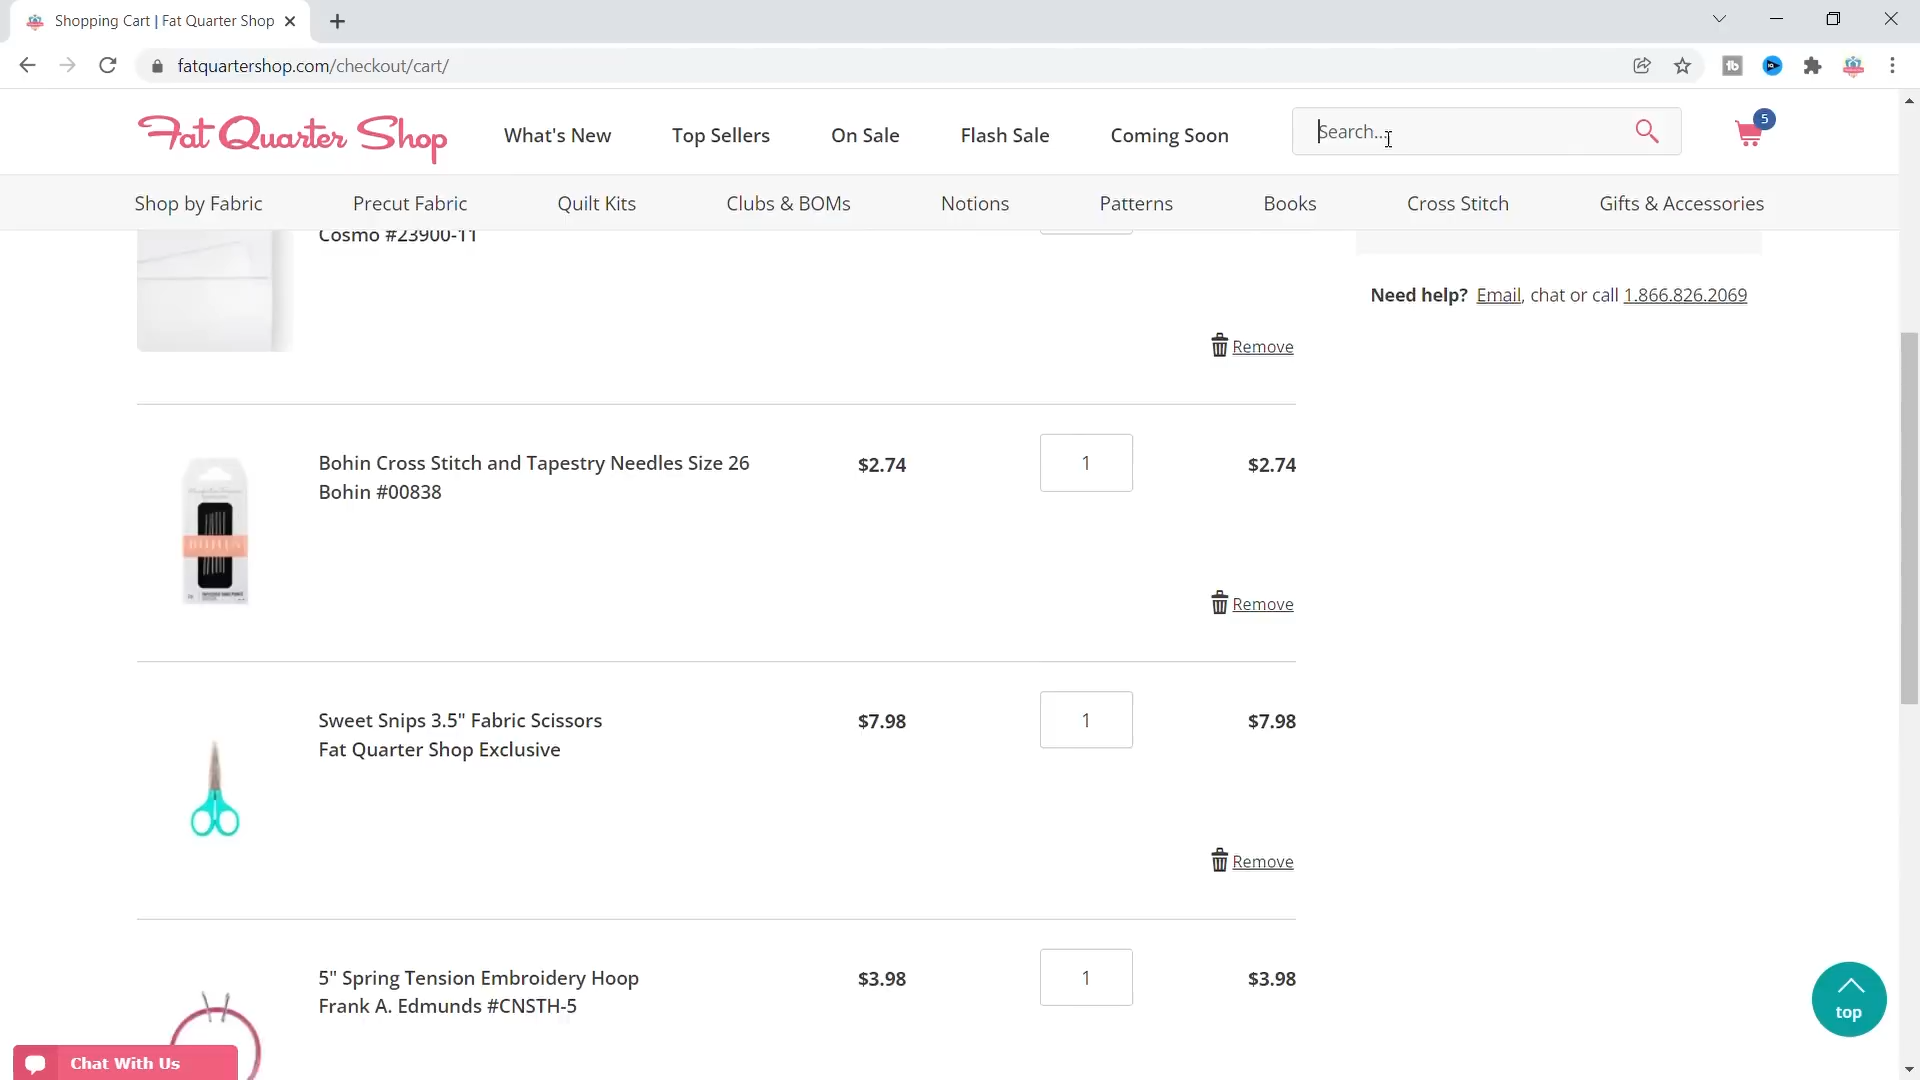 Shopping Cart | Fat Quarter Shop
fatquartershop.com/checkout/cart/
Fat Quarter Shop
What's New
Top Sellers
On Sale
Flash Sale
Coming Soon
Search...
5
Shop by Fabric
Precut Fabric
Quilt Kits
Clubs & BOMs
Notions
Patterns
Books
Cross Stitch
Gifts & Accessories
Cosmo #23900-11
Need help? Email, chat or call 1.866.826.2069
Remove
Bohin Cross Stitch and Tapestry Needles Size 26
Bohin #00838
$2.74
1
$2.74
Remove
Sweet Snips 3.5" Fabric Scissors
Fat Quarter Shop Exclusive
$7.98
1
$7.98
Remove
5" Spring Tension Embroidery Hoop
Frank A. Edmunds #CNSTH-5
$3.98
1
$3.98
top
Chat With Us